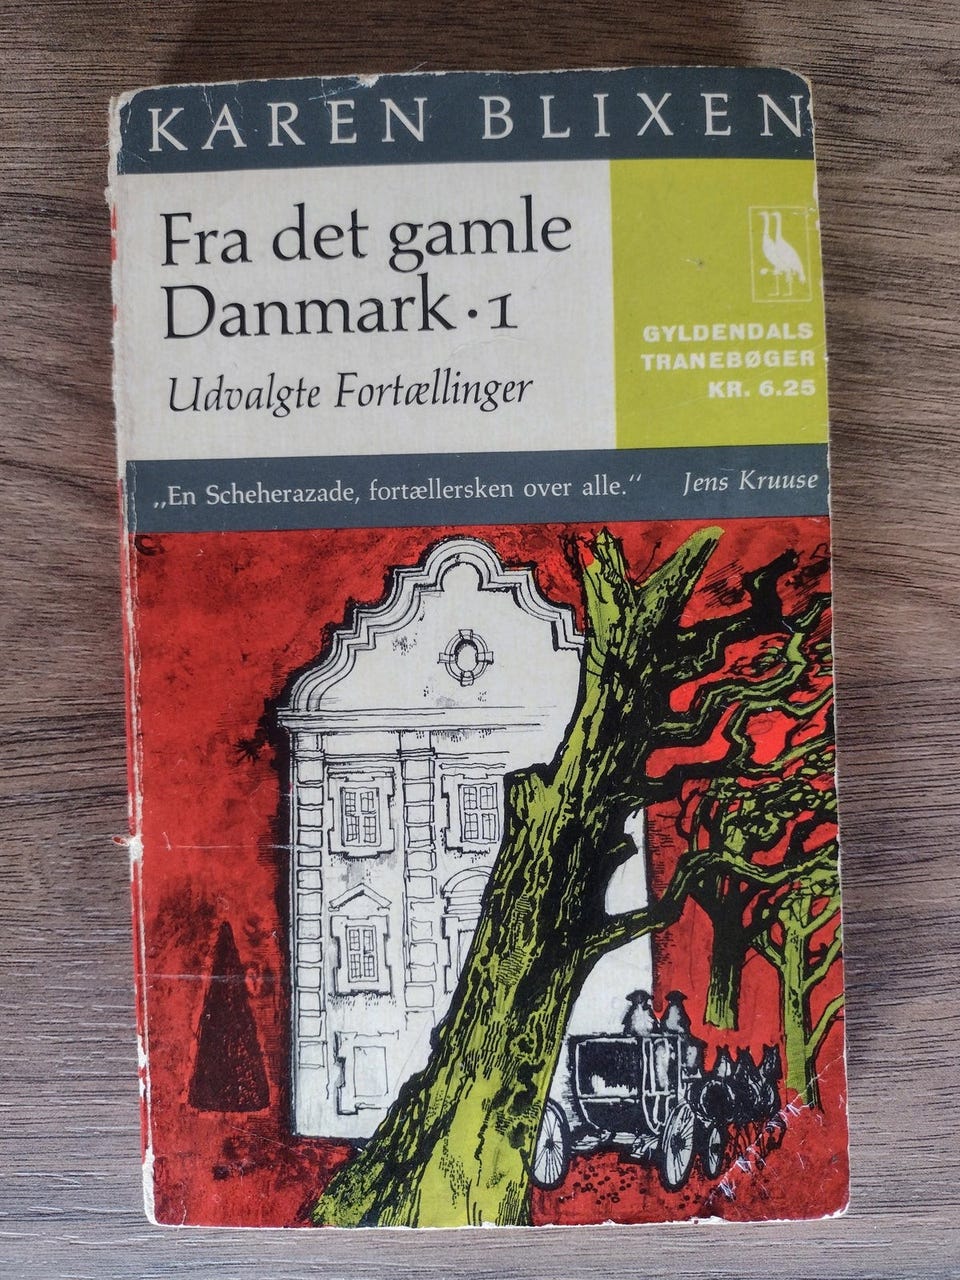 KAREN BLIXEN
Fra det gamle
Danmark · 1
Udvalgte Fortællinger
GYLDENDALS
TRANEBØGER
KR. 6.25
„En Scheherazade, fortællersken over alle.“ Jens Kruuse